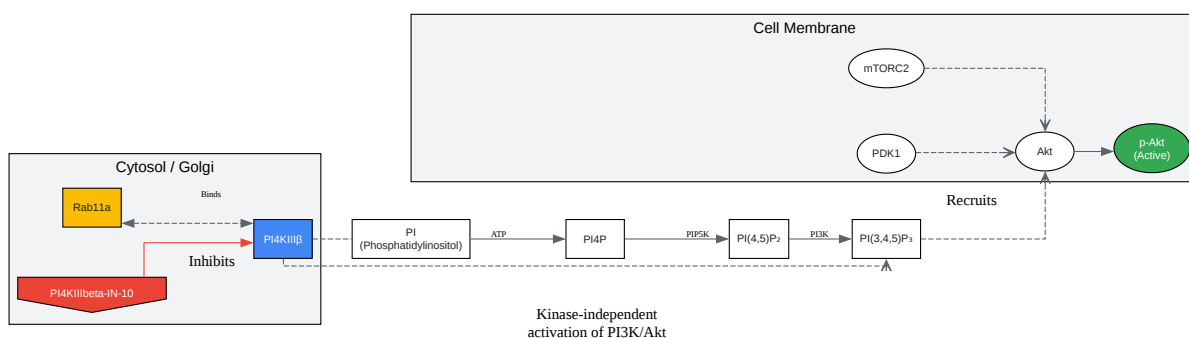 Cell Membrane
mTORC2
PDK1
Akt
p-Akt
(Active)
Recruits
Cytosol / Golgi
Rab11a
Binds
PI4KIIIβ
Inhibits
PI4KIIIbeta-IN-10
PI
(Phosphatidylinositol)
ATP
PI4P
PIP5K
PI(4,5)P₂
PI3K
PI(3,4,5)P₃
Kinase-independent
activation of PI3K/Akt